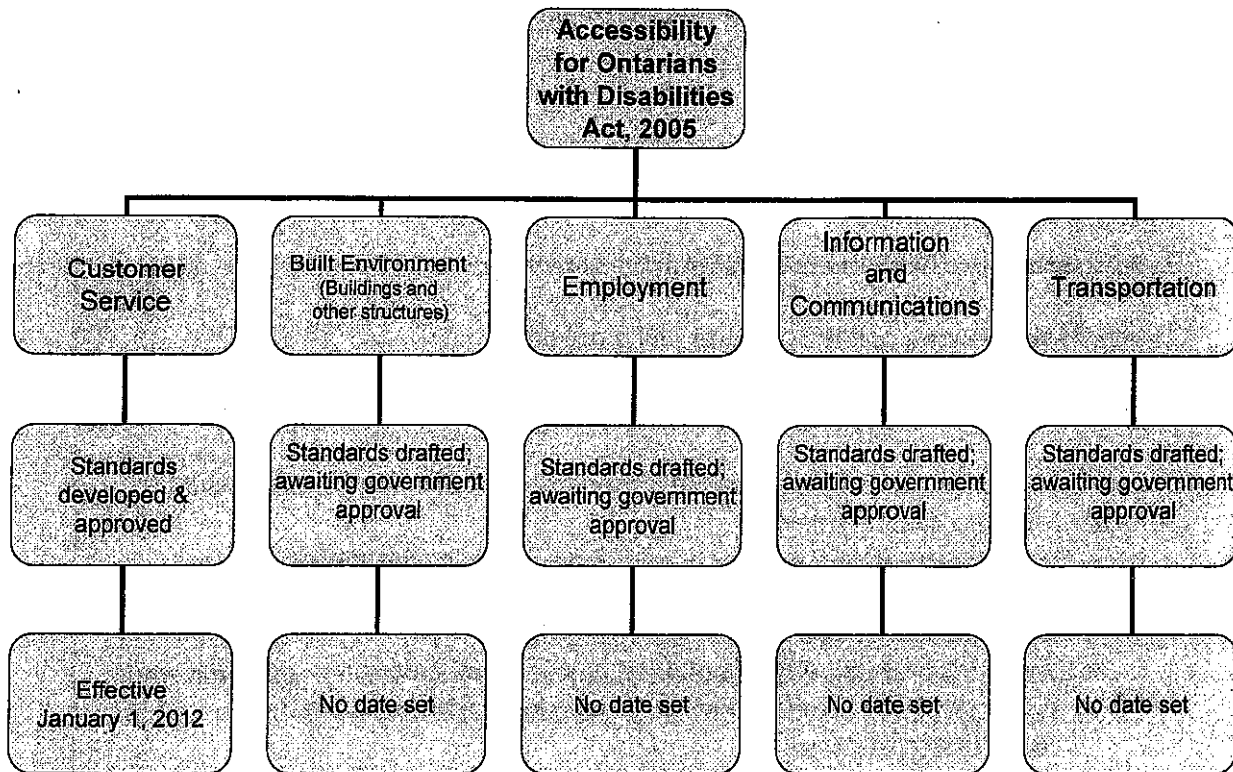 Accessibility
for Ontarians
with Disabilities
Act, 2005
Customer
Service
Built Environment
(Buildings and
other structures)
Employment
Information
and
Communications
Transportation
Standards
developed &
approved
Standards drafted;
awaiting government
approval
Standards drafted;
awaiting government
approval
Standards drafted;
awaiting government
approval
Standards drafted;
awaiting government
approval
Effective
January 1, 2012
No date set
No date set
No date set
No date set